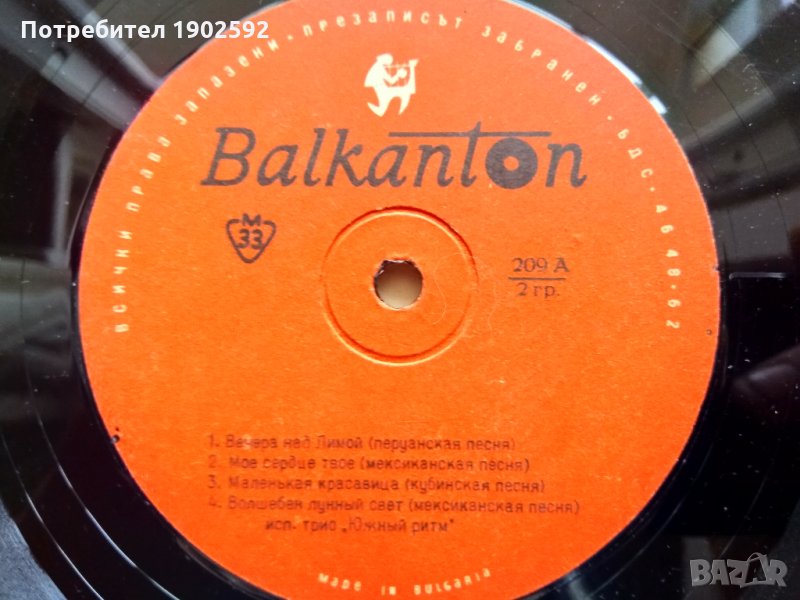 Потребител 1902592
ВСИЧКИ ПРАВА ЗАПАЗЕНИ · ПРЕЗАПИСЪТ ЗАБРАНЕН · БДС · 4648-62
Balkanton
М
33
209 А
2 гр.
1. Вечера над Лимой (перуанская песня)
2. Мое сердце твое (мексиканская песня)
3. Маленькая красавица (кубинская песня)
4. Волшебен лунный свет (мексиканская песня)
исп. трио „Южный ритм"
MADE IN BULGARIA
BAZAR